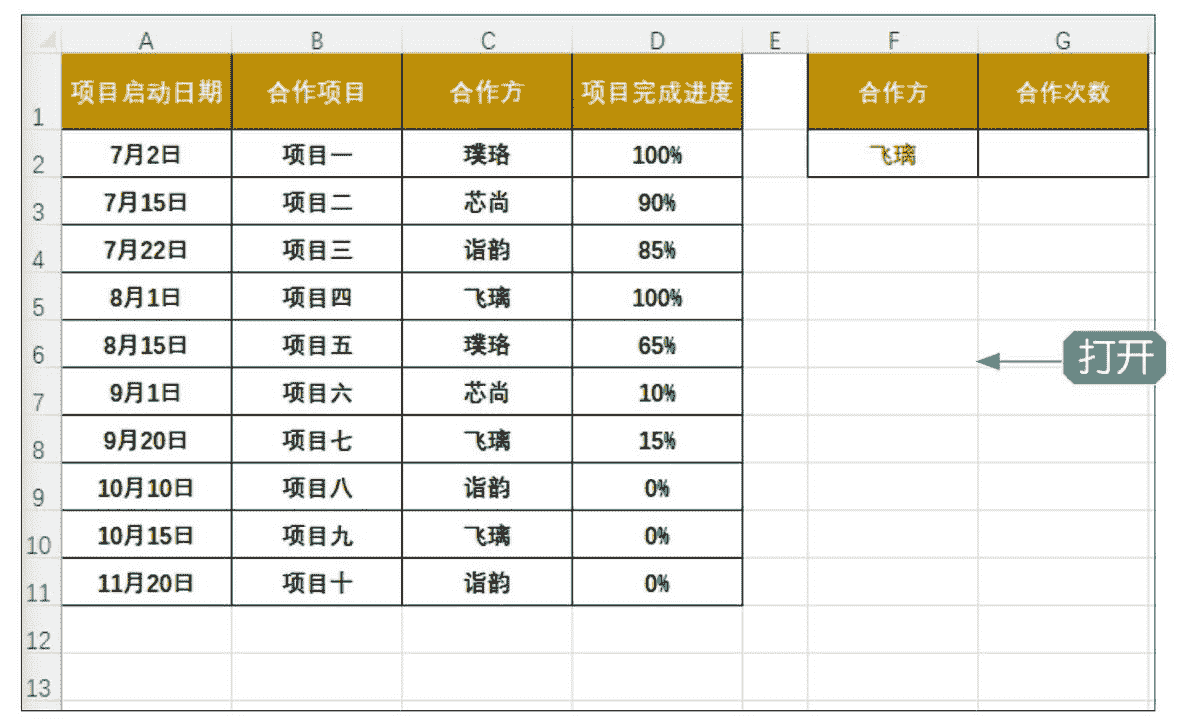 A B C D E F G
1 项目启动日期 合作项目 合作方 项目完成进度 合作方 合作次数
2 7月2日 项目一 璞珞 100% 飞璃
3 7月15日 项目二 芯尚 90%
4 7月22日 项目三 诣韵 85%
5 8月1日 项目四 飞璃 100%
6 8月15日 项目五 璞珞 65% 打开
7 9月1日 项目六 芯尚 10%
8 9月20日 项目七 飞璃 15%
9 10月10日 项目八 诣韵 0%
10 10月15日 项目九 飞璃 0%
11 11月20日 项目十 诣韵 0%
12
13